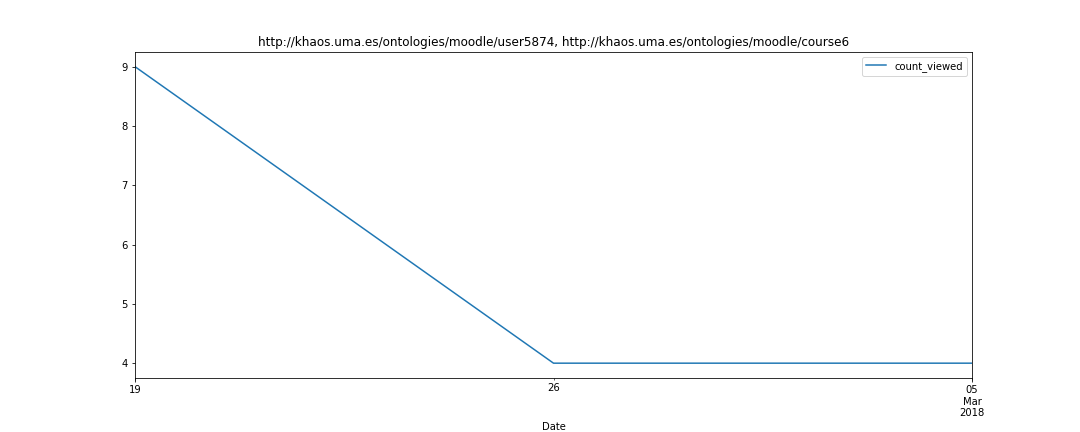 http://khaos.uma.es/ontologies/moodle/user5874, http://khaos.uma.es/ontologies/moodle/course6
count_viewed
9
8
7
6
5
4
19
26
05
Mar
2018
Date